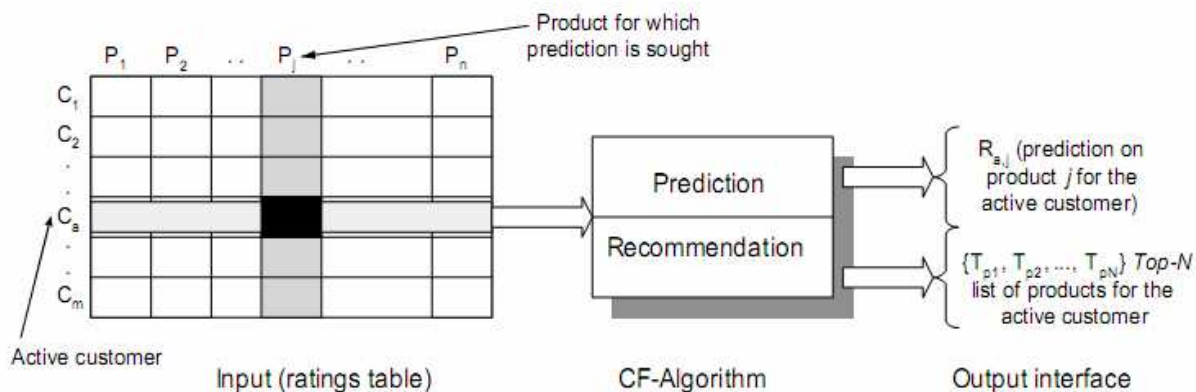 Product for which
prediction is sought
P1 P2 . . Pj . . Pn
C1
C2
.
.
Ca
.
.
Cm
Active customer
Input (ratings table)
Prediction
Recommendation
CF-Algorithm
Ra,j (prediction on
product j for the
active customer)
{Tp1, Tp2, ..., TpN} Top-N
list of products for the
active customer
Output interface